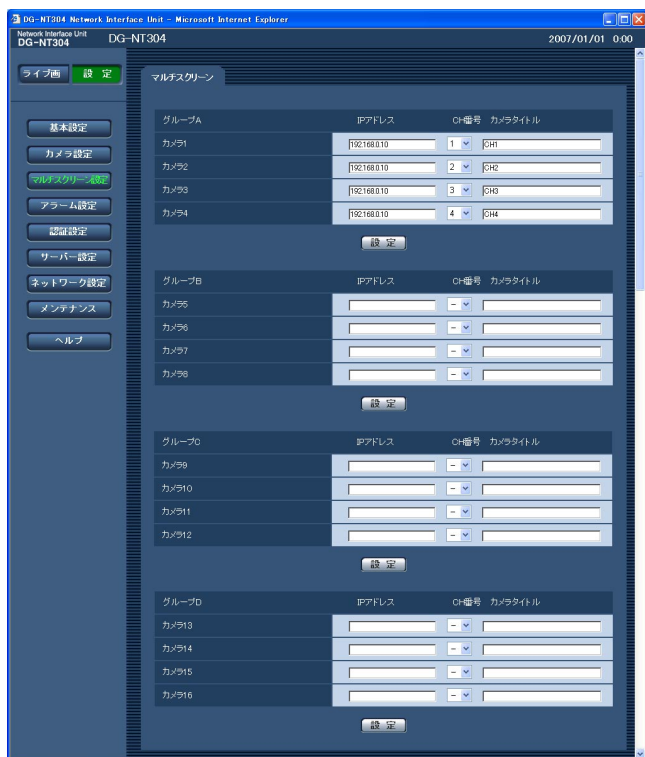 DG-NT304 Network Interface Unit - Microsoft Internet Explorer
Network Interface Unit
DG-NT304 DG-NT304 2007/01/01 0:00
ライブ画 設 定
マルチスクリーン
基本設定
カメラ設定
マルチスクリーン設定
アラーム設定
認証設定
サーバー設定
ネットワーク設定
メンテナンス
ヘルプ
グループA IPアドレス CH番号 カメラタイトル
カメラ1 192.168.0.10 1 CH1
カメラ2 192.168.0.10 2 CH2
カメラ3 192.168.0.10 3 CH3
カメラ4 192.168.0.10 4 CH4
設 定
グループB IPアドレス CH番号 カメラタイトル
カメラ5 -
カメラ6 -
カメラ7 -
カメラ8 -
設 定
グループC IPアドレス CH番号 カメラタイトル
カメラ9 -
カメラ10 -
カメラ11 -
カメラ12 -
設 定
グループD IPアドレス CH番号 カメラタイトル
カメラ13 -
カメラ14 -
カメラ15 -
カメラ16 -
設 定